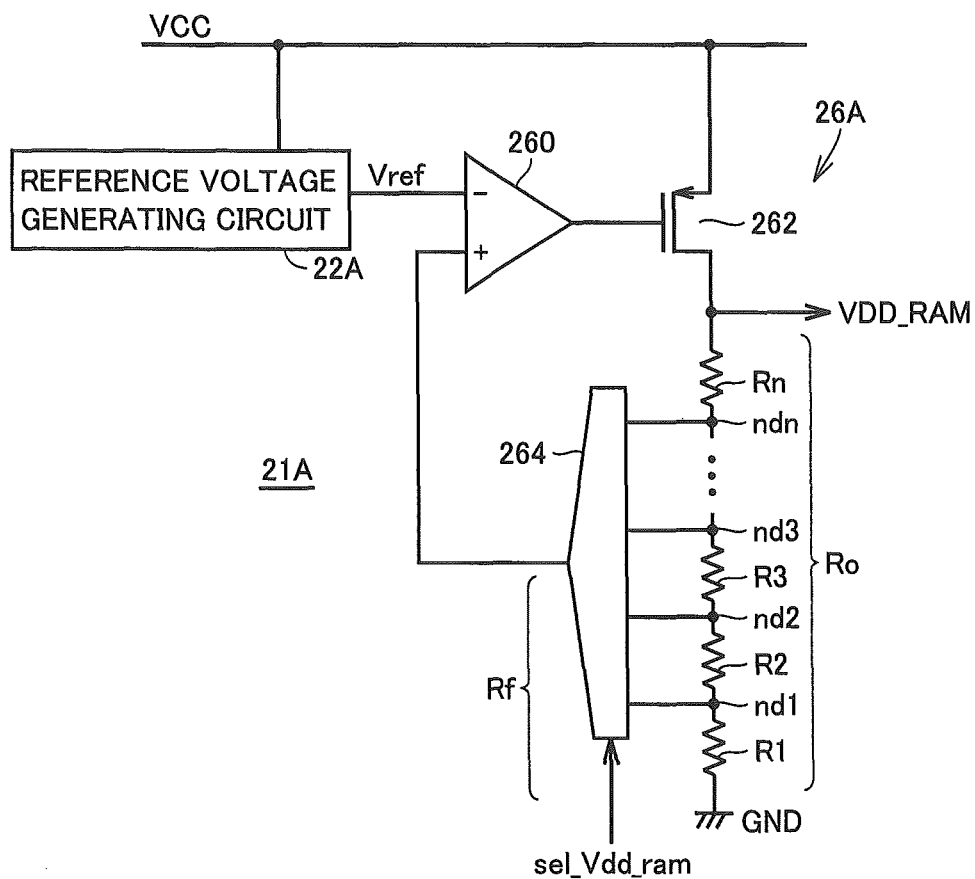 VCC
26A
260
REFERENCE VOLTAGE
GENERATING CIRCUIT
Vref
−
+
262
22A
VDD_RAM
Rn
ndn
264
21A
nd3
R3
Ro
nd2
R2
Rf
nd1
R1
GND
sel_Vdd_ram